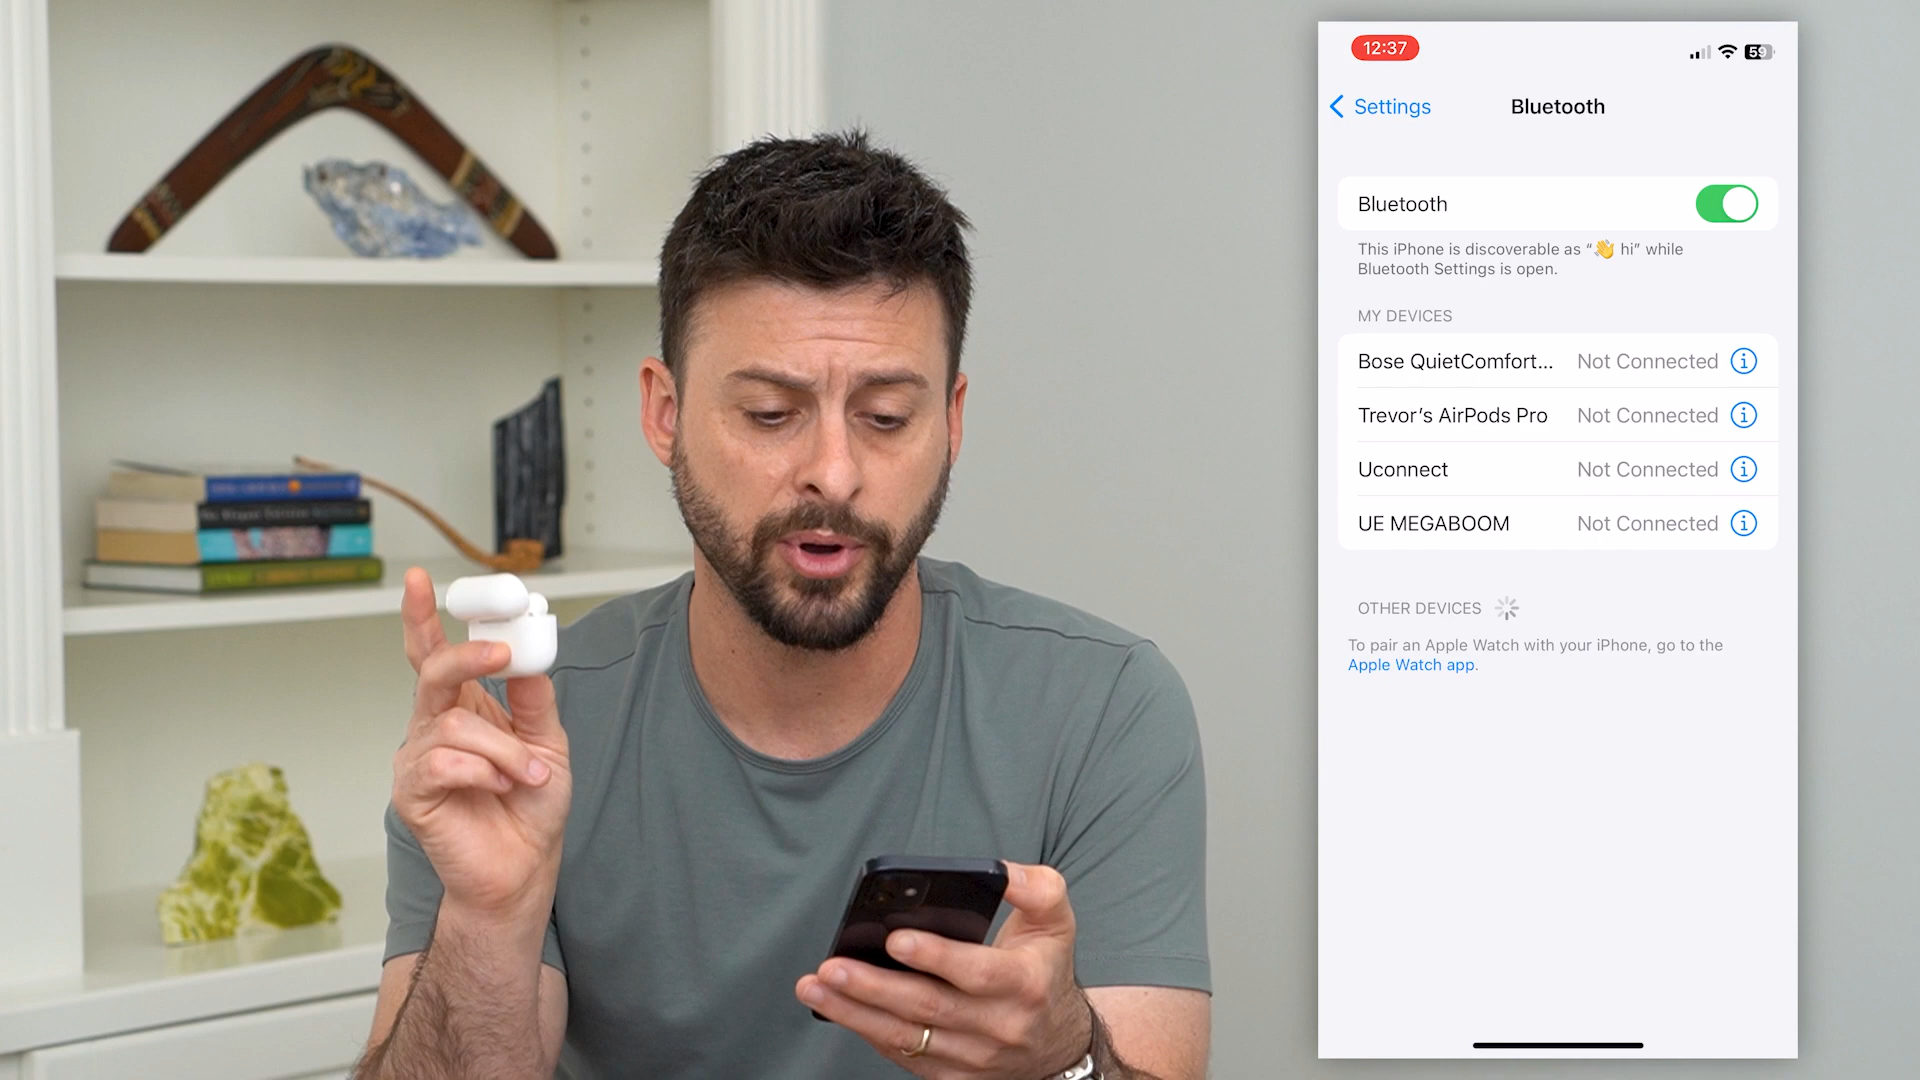 12:37
59
Settings
Bluetooth
Bluetooth
This iPhone is discoverable as “👋 hi” while
Bluetooth Settings is open.
MY DEVICES
Bose QuietComfort... Not Connected
Trevor’s AirPods Pro Not Connected
Uconnect Not Connected
UE MEGABOOM Not Connected
OTHER DEVICES
To pair an Apple Watch with your iPhone, go to the
Apple Watch app.